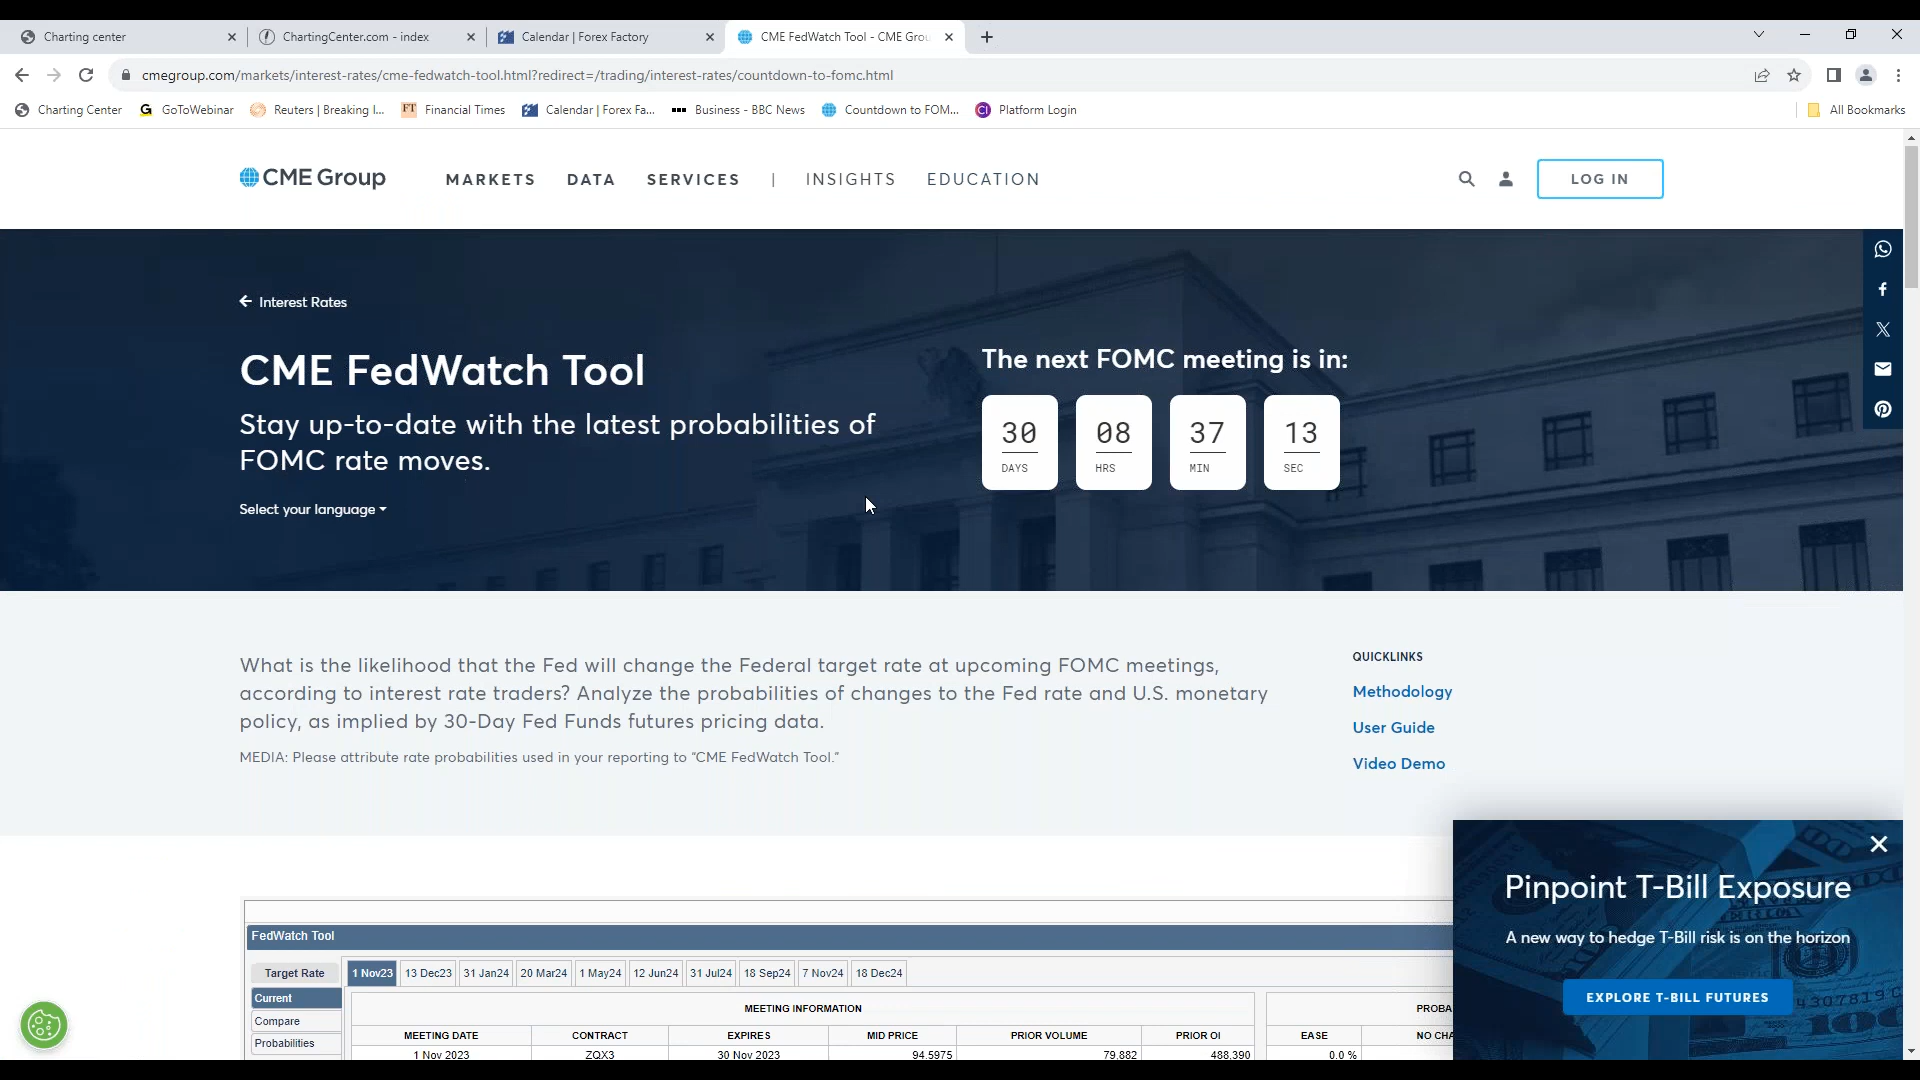 Charting center
ChartingCenter.com - index
Calendar | Forex Factory
CME FedWatch Tool - CME Grou
cmegroup.com/markets/interest-rates/cme-fedwatch-tool.html?redirect=/trading/interest-rates/countdown-to-fomc.html
Charting Center
GoToWebinar
Reuters | Breaking I...
FT Financial Times
Calendar | Forex Fa...
Business - BBC News
Countdown to FOM...
CI Platform Login
All Bookmarks
CME Group
MARKETS DATA SERVICES | INSIGHTS EDUCATION
LOG IN
Interest Rates
CME FedWatch Tool
Stay up-to-date with the latest probabilities of
FOMC rate moves.
Select your language
The next FOMC meeting is in:
30 08 37 13
DAYS HRS MIN SEC
What is the likelihood that the Fed will change the Federal target rate at upcoming FOMC meetings,
according to interest rate traders? Analyze the probabilities of changes to the Fed rate and U.S. monetary
policy, as implied by 30-Day Fed Funds futures pricing data.
MEDIA: Please attribute rate probabilities used in your reporting to “CME FedWatch Tool.”
QUICKLINKS
Methodology
User Guide
Video Demo
Pinpoint T-Bill Exposure
A new way to hedge T-Bill risk is on the horizon
EXPLORE T-BILL FUTURES
FedWatch Tool
Target Rate
Current
Compare
Probabilities
1 Nov23 13 Dec23 31 Jan24 20 Mar24 1 May24 12 Jun24 31 Jul24 18 Sep24 7 Nov24 18 Dec24
MEETING INFORMATION
PROBA
MEETING DATE CONTRACT EXPIRES MID PRICE PRIOR VOLUME PRIOR OI EASE NO CHA
1 Nov 2023 ZQX3 30 Nov 2023 94.5975 79,882 488,390 0.0 %